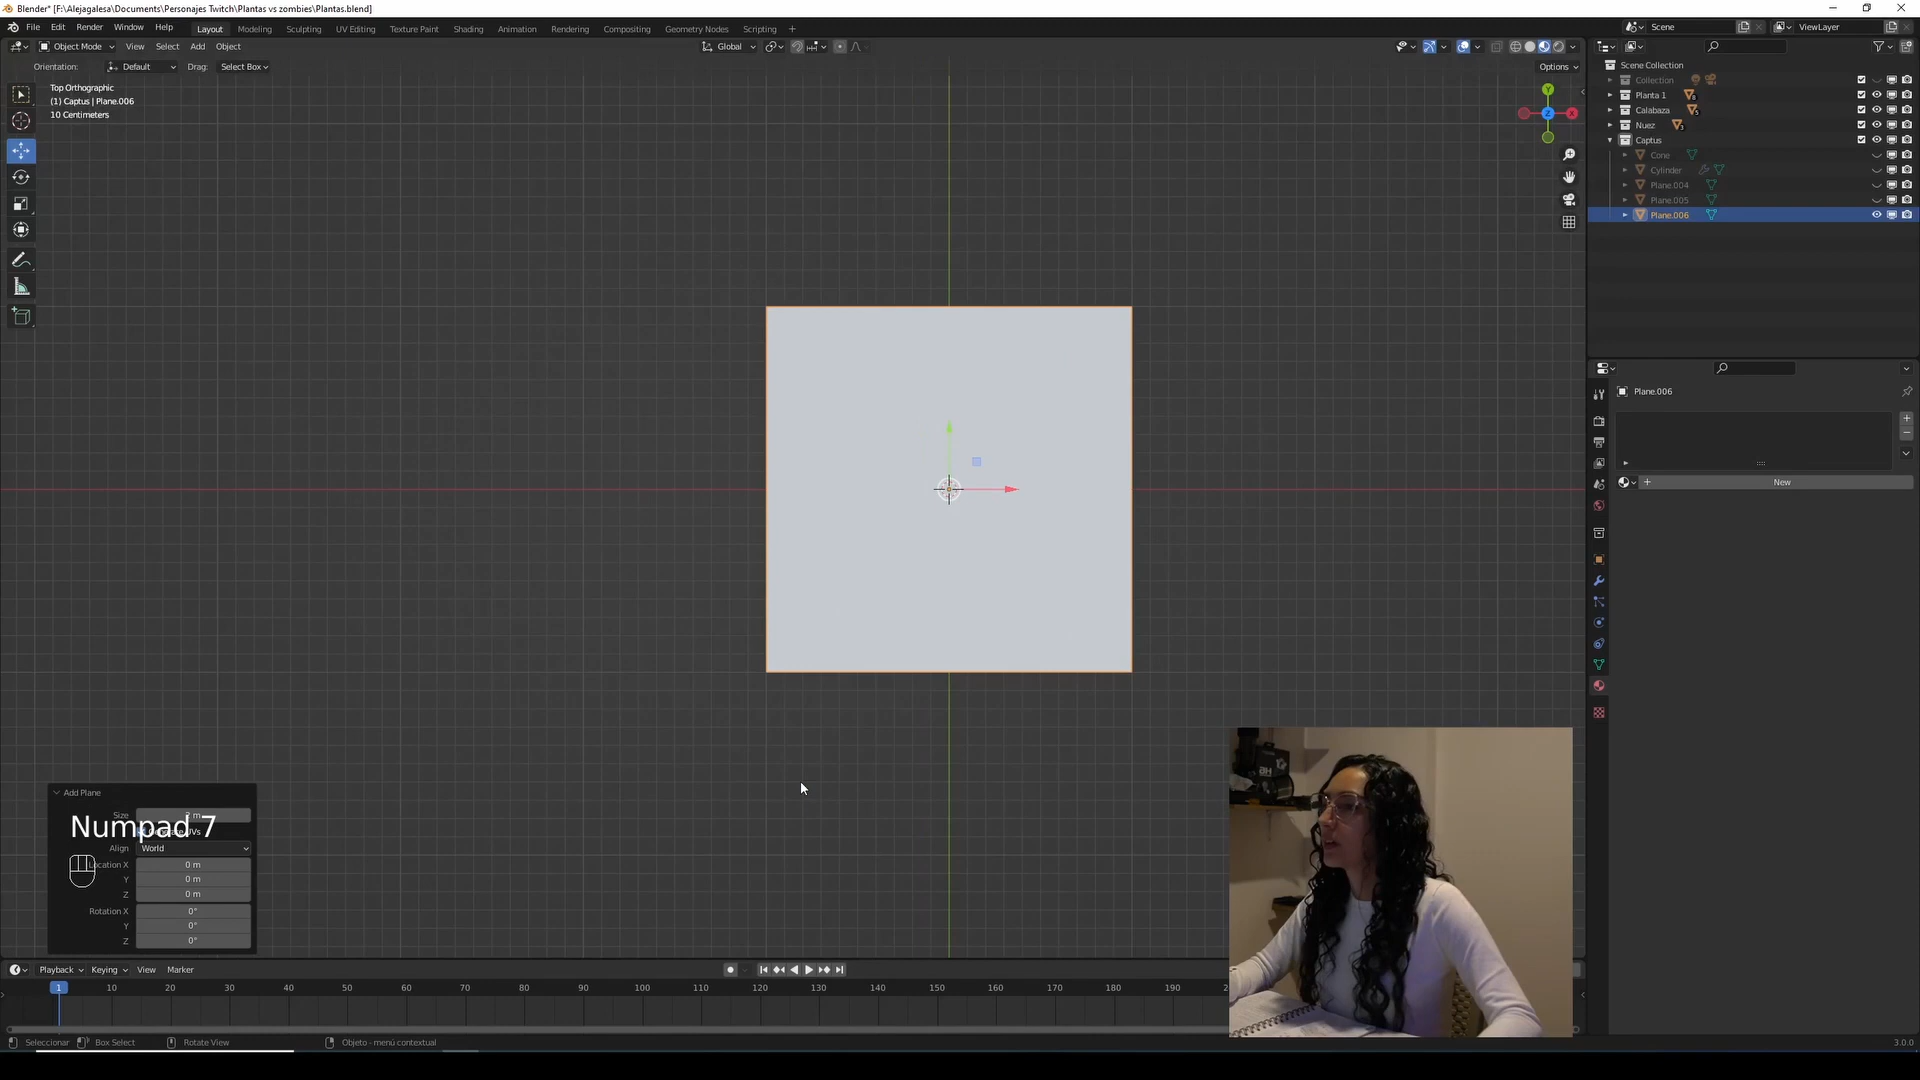 Blender* [F:\Alejagalesa\Documents\Personajes Twitch\Plantas vs zombies\Plantas.blend]
File Edit Render Window Help Layout Modeling Sculpting UV Editing Texture Paint Shading Animation Rendering Compositing Geometry Nodes Scripting + Scene ViewLayer
Object Mode View Select Add Object Global
Orientation: Default Drag: Select Box Options
Top Orthographic
(1) Captus | Plane.006
10 Centimeters
Y
Z X
Scene Collection
Collection
Planta 1
Calabaza
Nuez
Captus
Cone
Cylinder
Plane.004
Plane.005
Plane.006
Plane.006
+ New
Add Plane
Size
Numpad 7
Align World
Location X 0 m
Y 0 m
Z 0 m
Rotation X 0°
Y 0°
Z 0°
Playback Keying View Marker
1 10 20 30 40 50 60 70 80 90 100 110 120 130 140 150 160 170 180 190
Seleccionar Box Select Rotate View Objeto - menú contextual 3.0.0